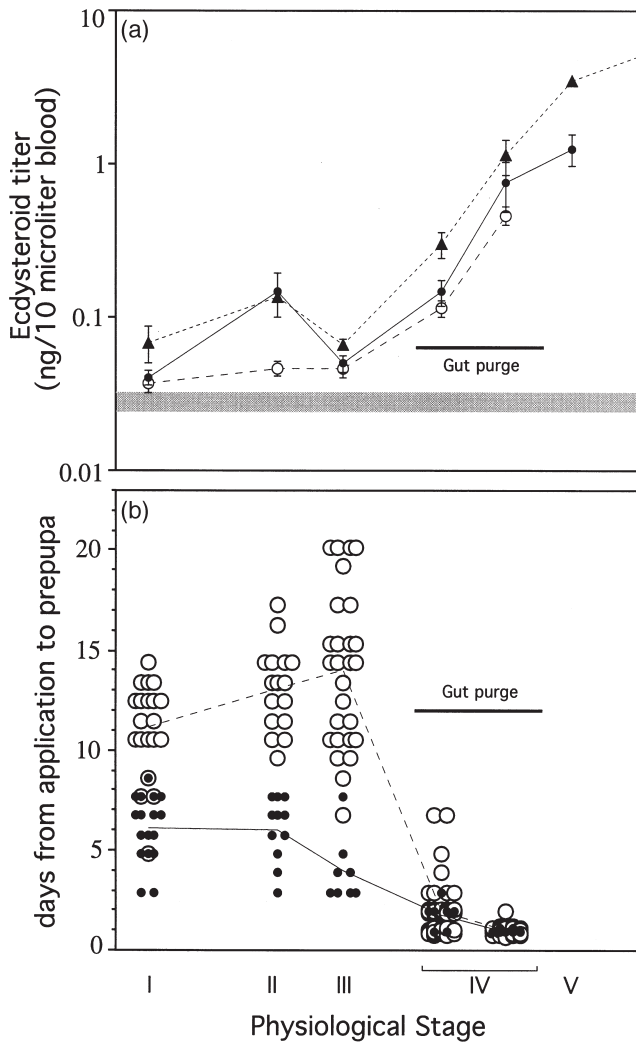 (a)
10
1
0.1
0.01
Ecdysteroid titer
(ng/10 microliter blood)
Gut purge
(b)
20
15
10
5
0
days from application to prepupa
Gut purge
I II III IV V
Physiological Stage